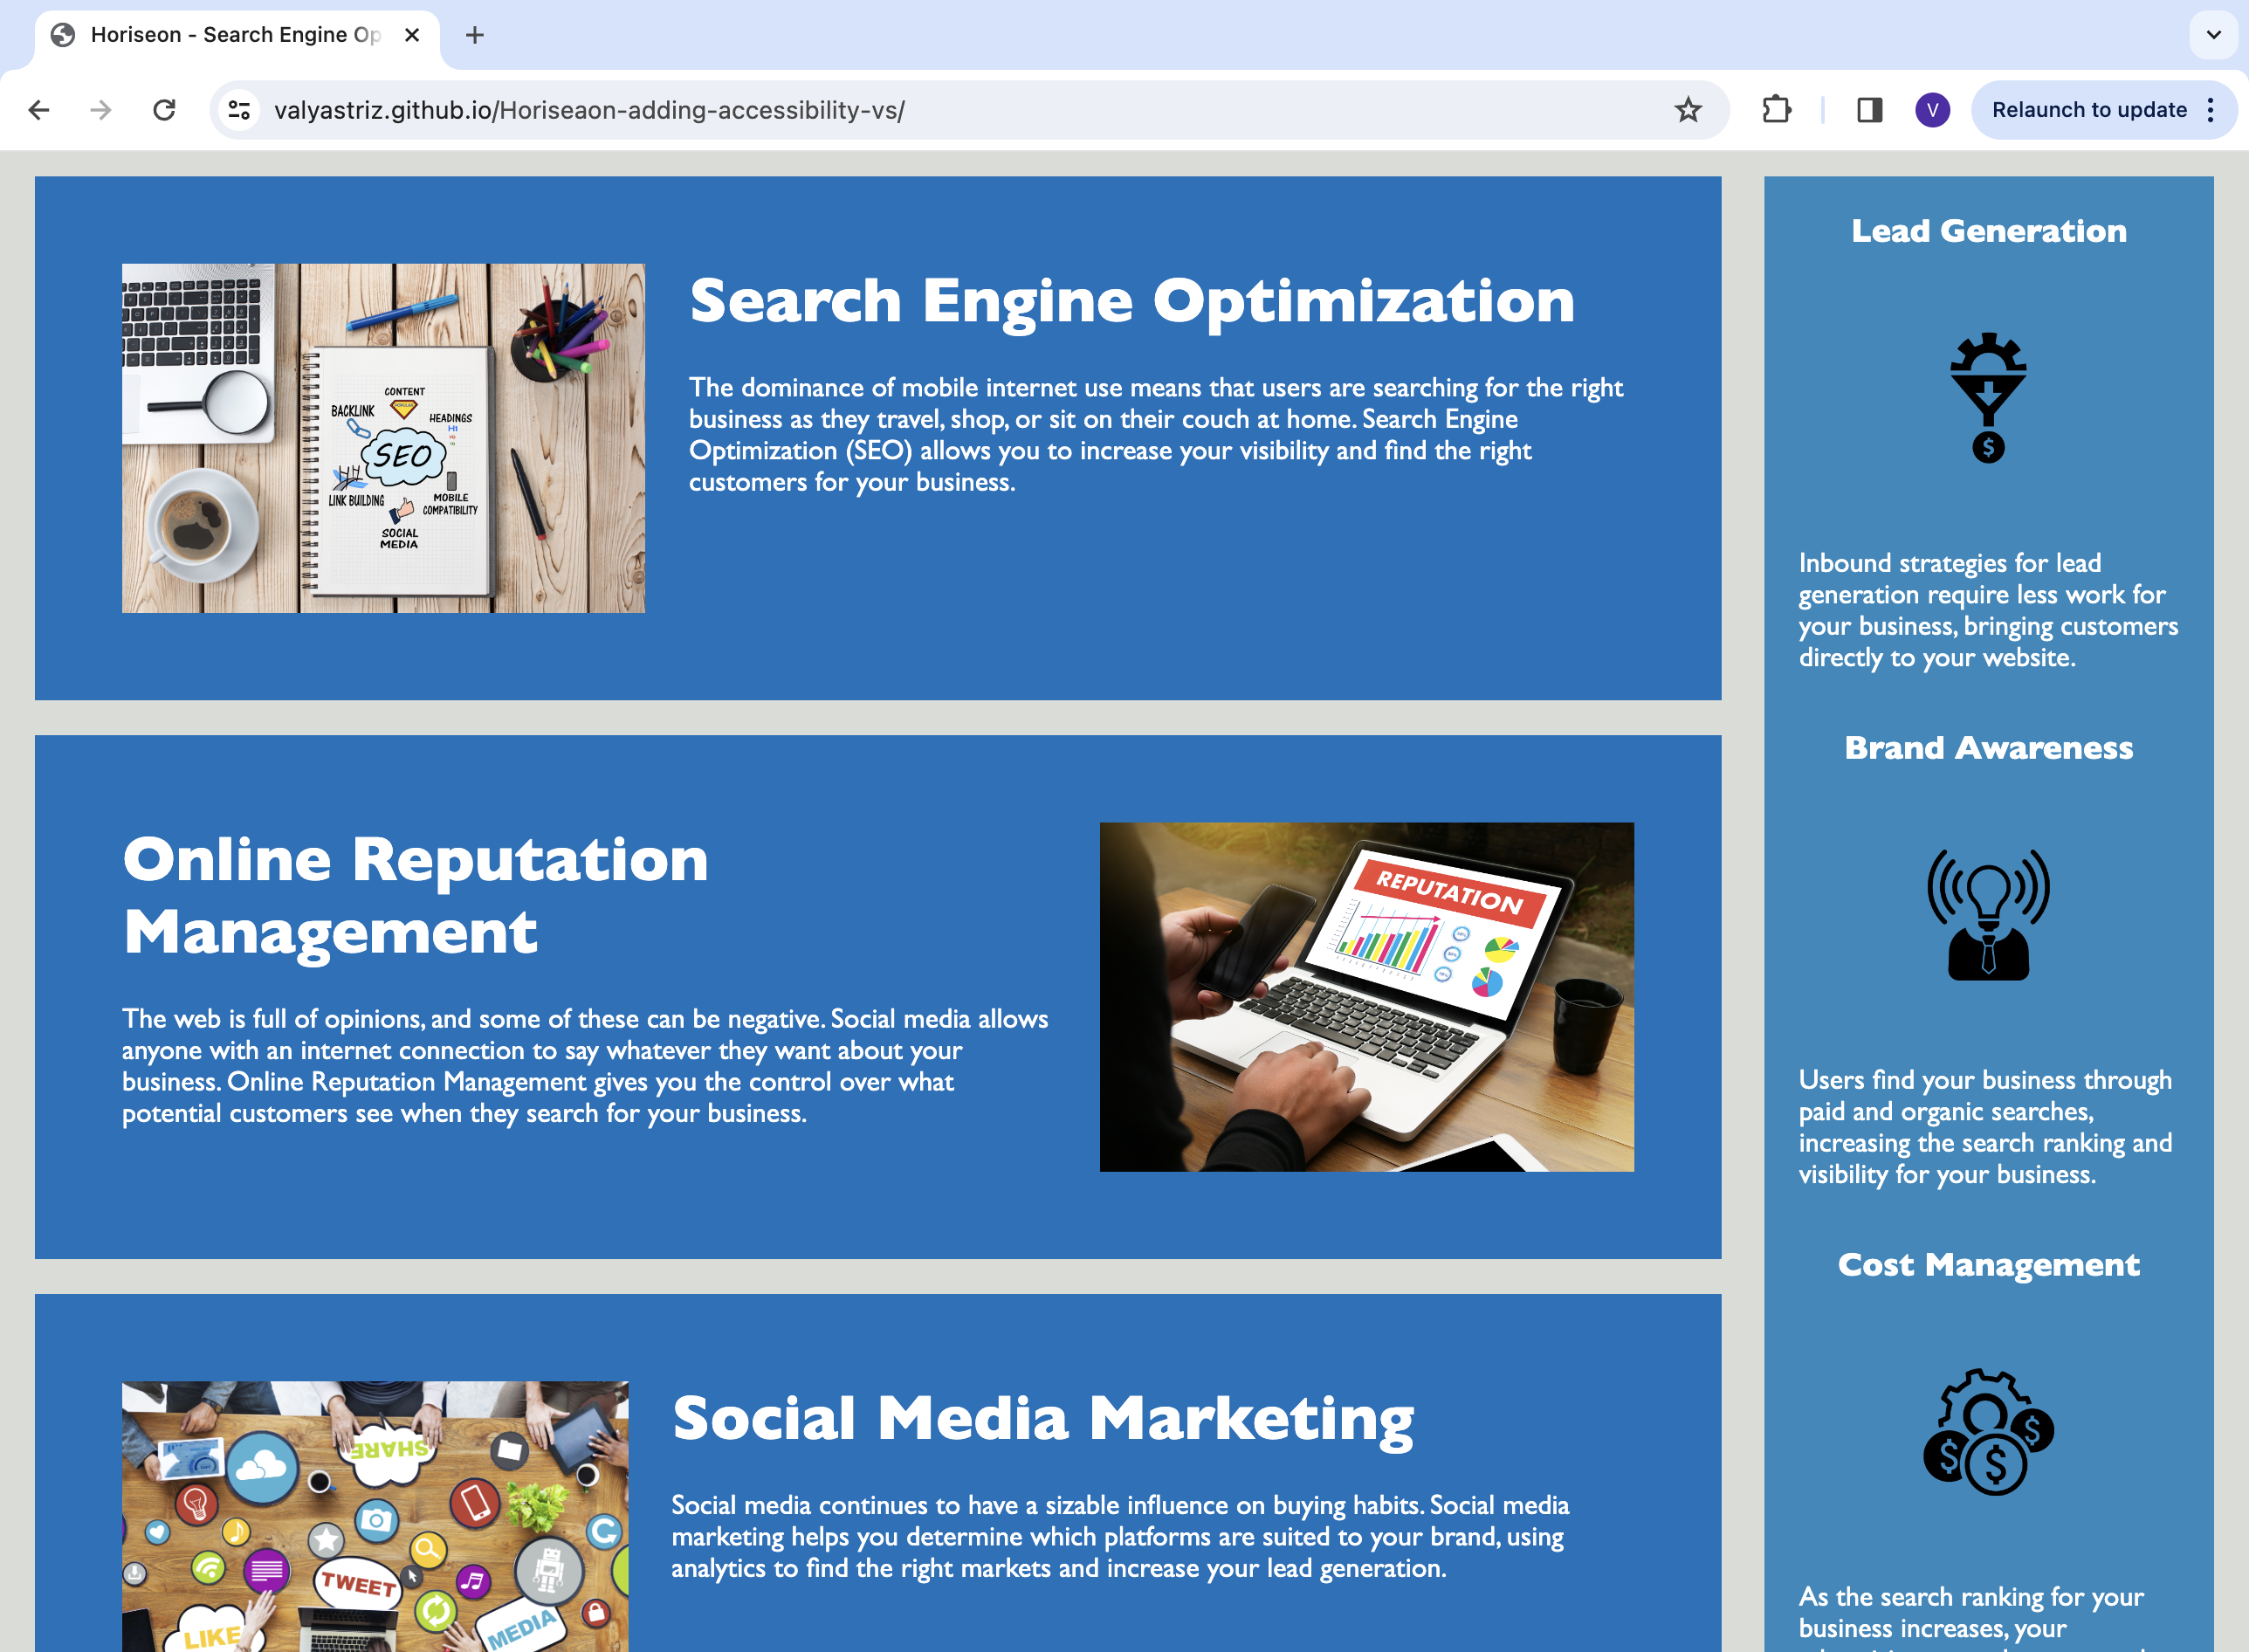 Horiseon - Search Engine Op
valyastriz.github.io/Horiseaon-adding-accessibility-vs/
V
Relaunch to update
CONTENT
BACKLINK
HEADINGS
H1
SEO
LINK BUILDING
MOBILE
COMPATIBILITY
SOCIAL
MEDIA
Search Engine Optimization
The dominance of mobile internet use means that users are searching for the right
business as they travel, shop, or sit on their couch at home. Search Engine
Optimization (SEO) allows you to increase your visibility and find the right
customers for your business.
Online Reputation
Management
The web is full of opinions, and some of these can be negative. Social media allows
anyone with an internet connection to say whatever they want about your
business. Online Reputation Management gives you the control over what
potential customers see when they search for your business.
REPUTATION
SHARE
TWEET
LIKE
MEDIA
Social Media Marketing
Social media continues to have a sizable influence on buying habits. Social media
marketing helps you determine which platforms are suited to your brand, using
analytics to find the right markets and increase your lead generation.
Lead Generation
$
Inbound strategies for lead
generation require less work for
your business, bringing customers
directly to your website.
Brand Awareness
Users find your business through
paid and organic searches,
increasing the search ranking and
visibility for your business.
Cost Management
$
$
$
As the search ranking for your
business increases, your